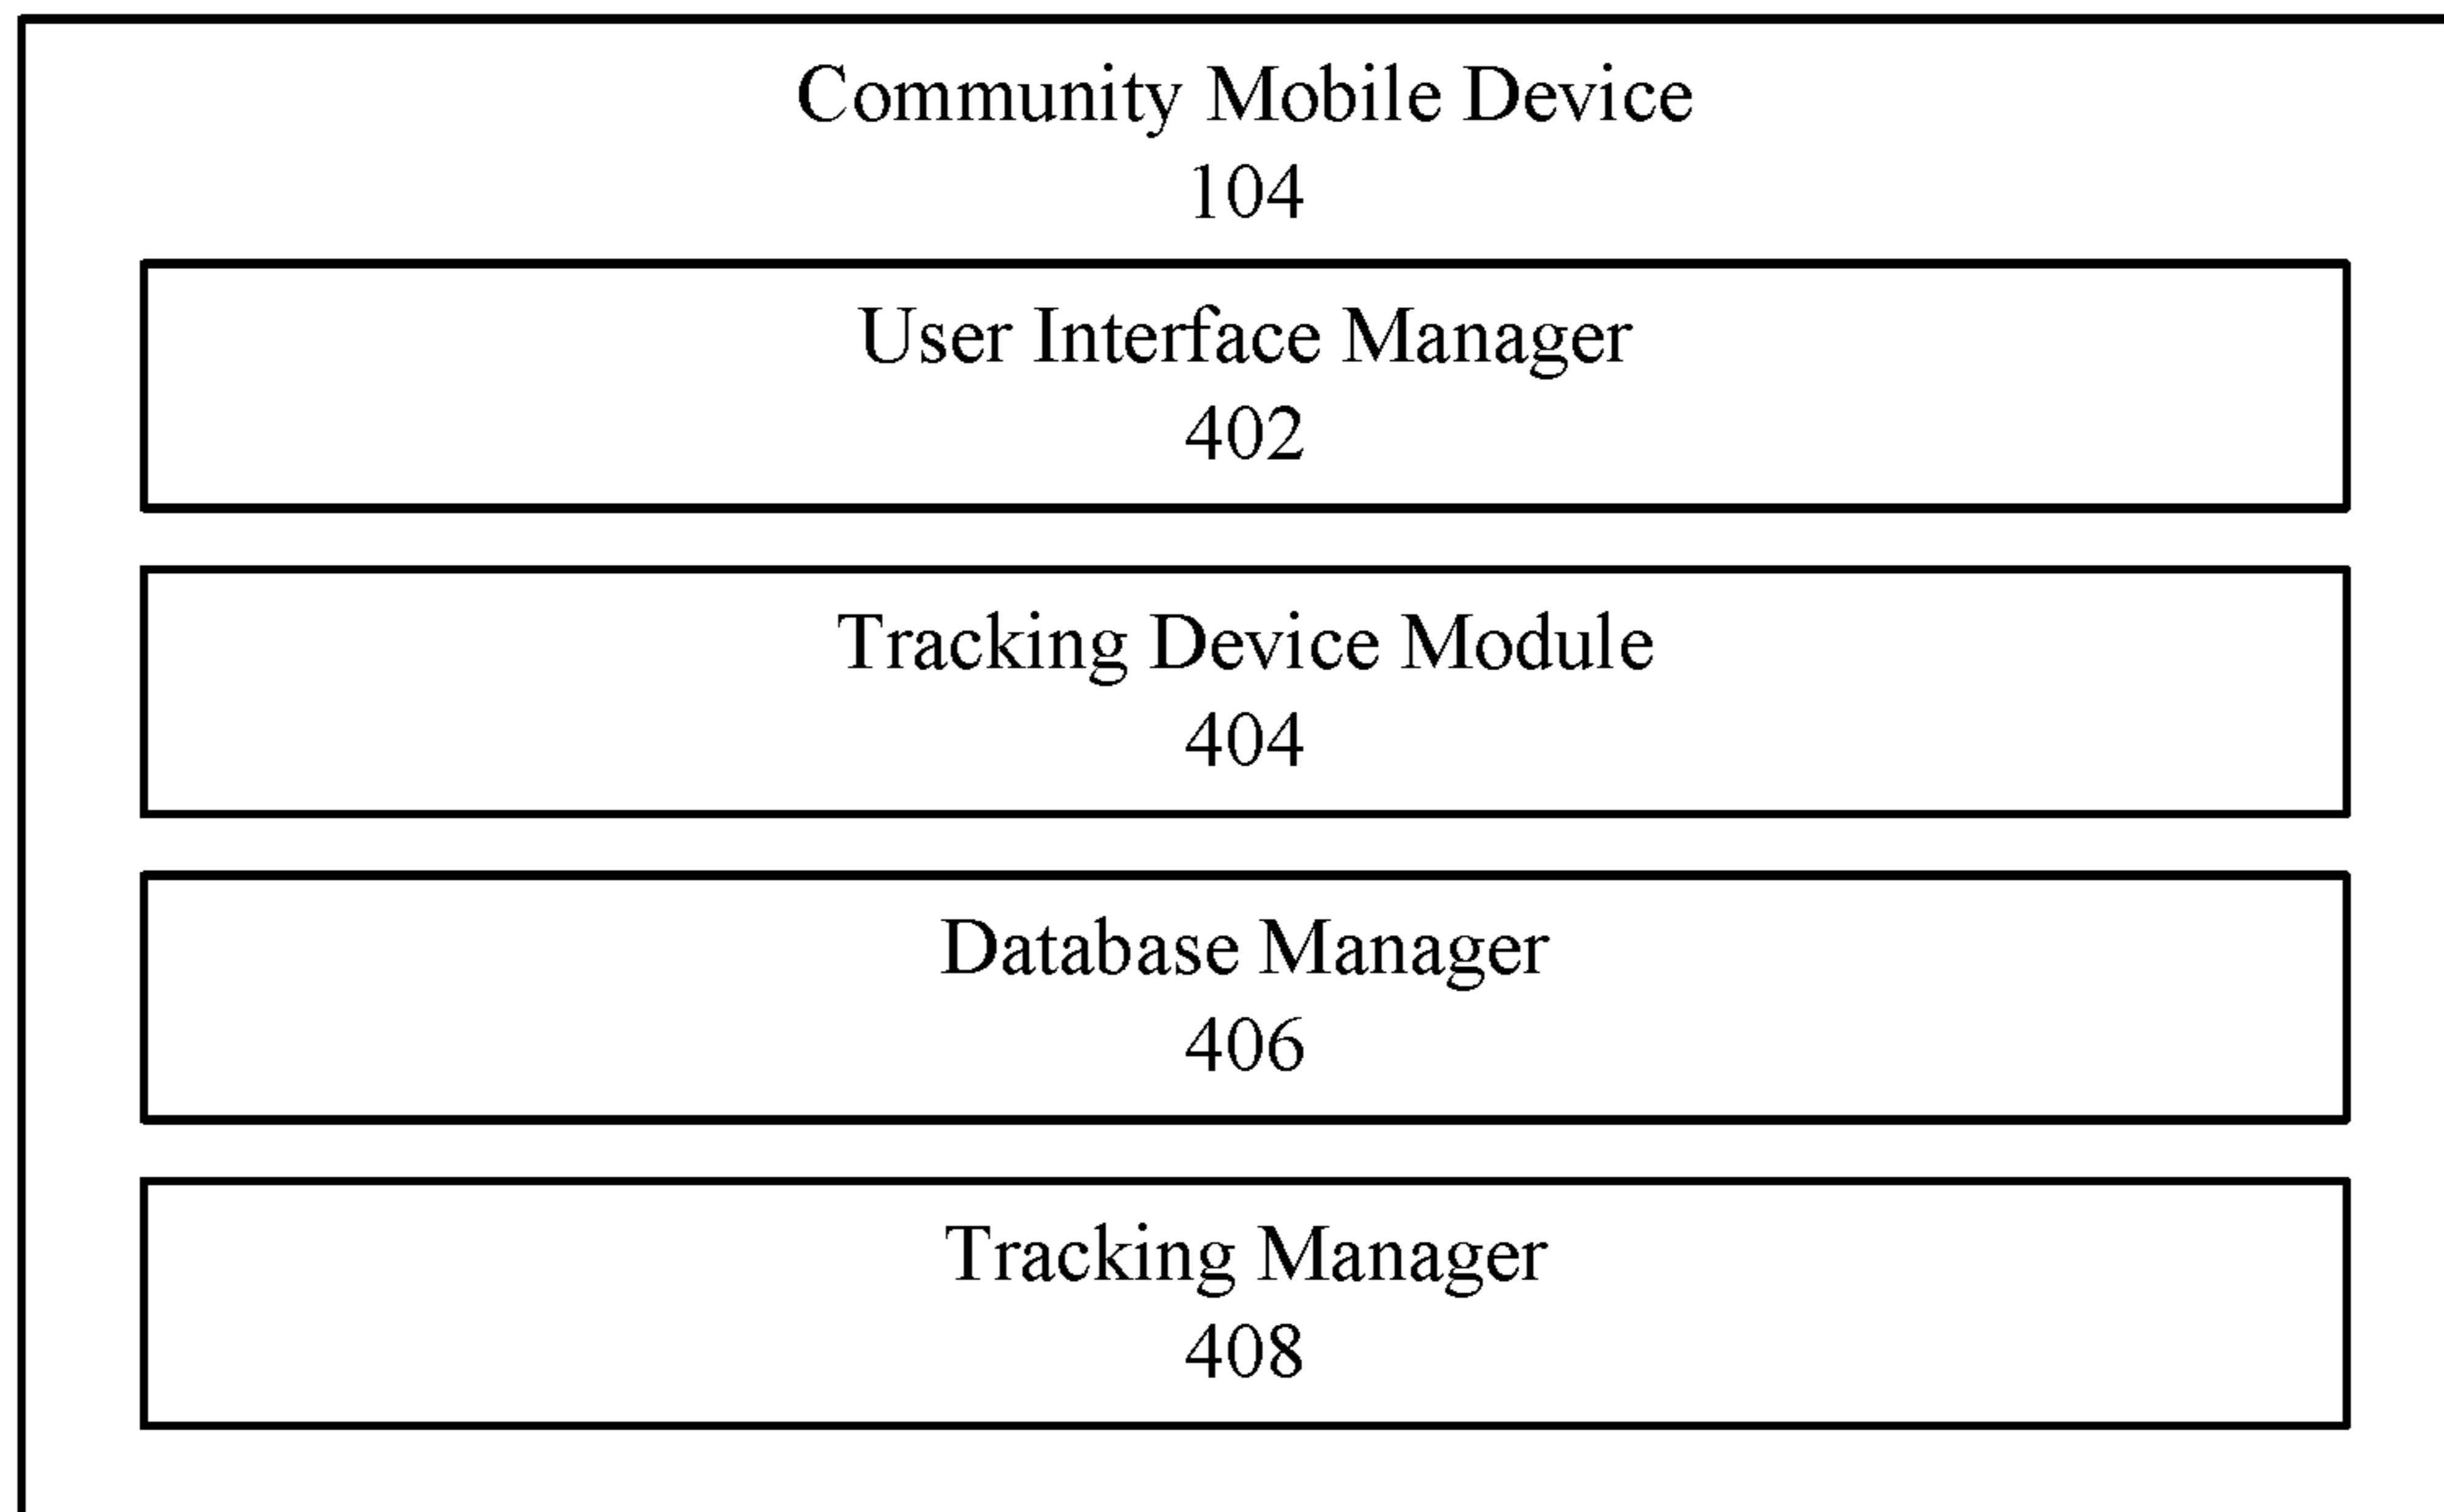 Community Mobile Device
104
User Interface Manager
402
Tracking Device Module
404
Database Manager
406
Tracking Manager
408